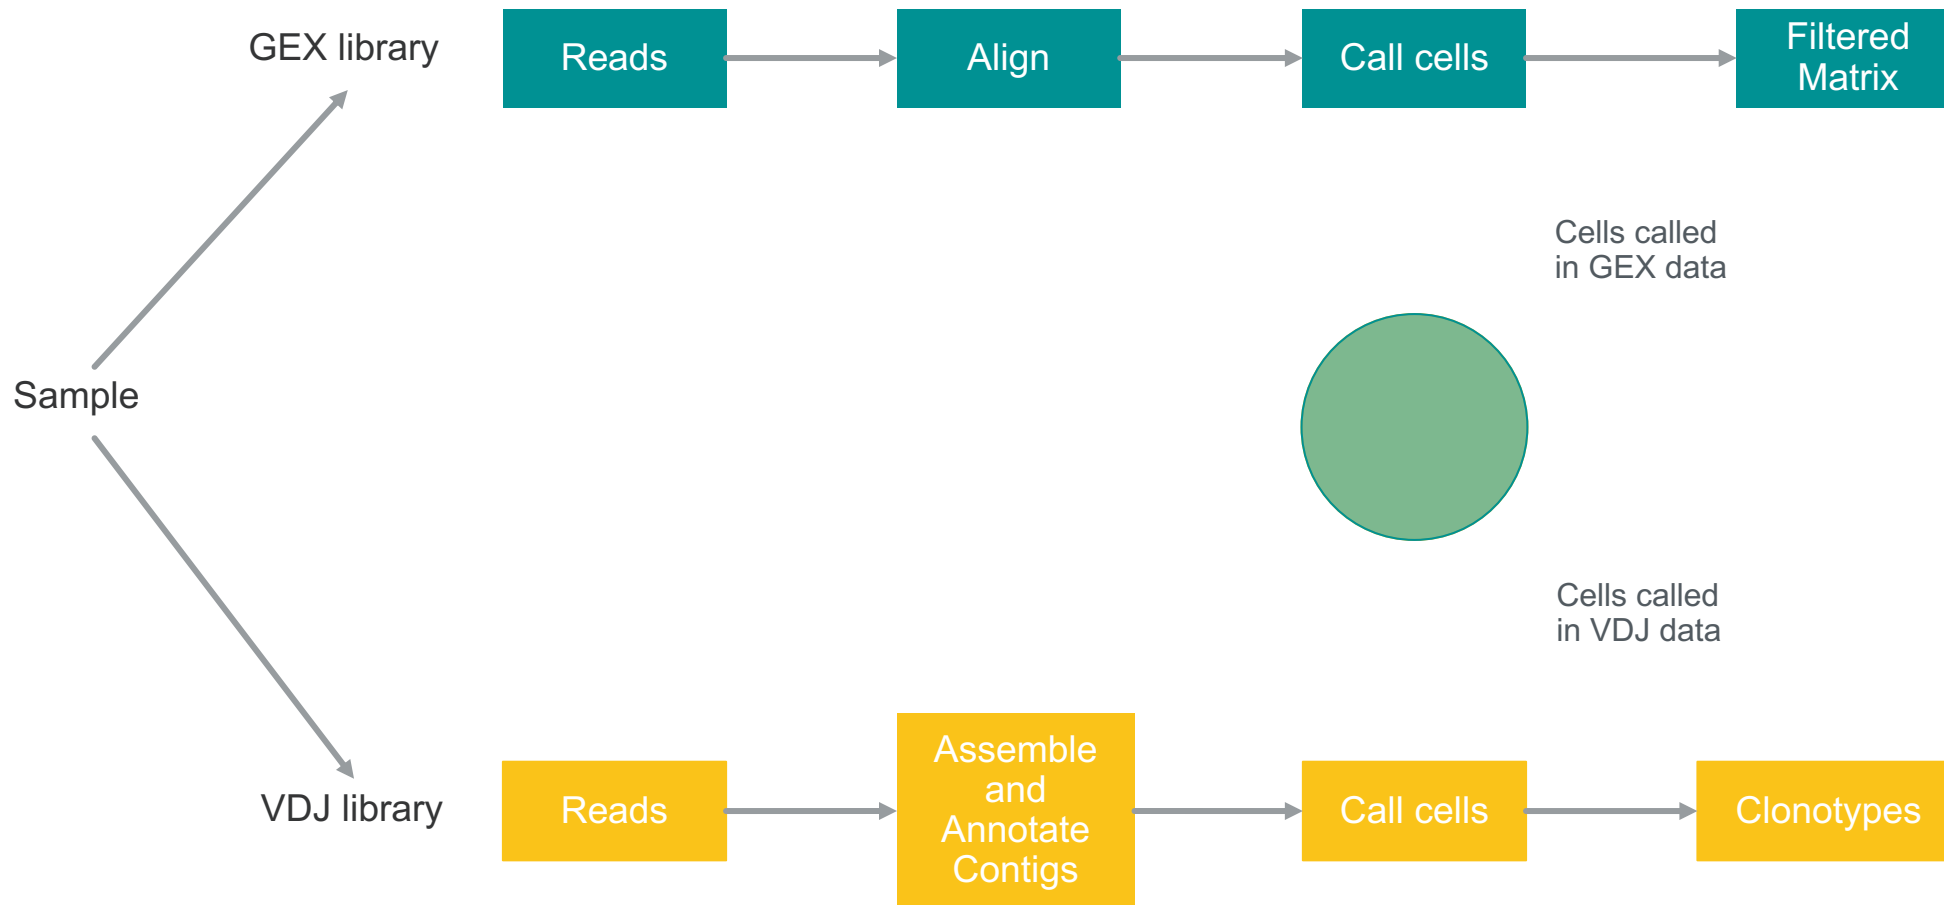 GEX library
Reads
Align
Call cells
Filtered
Matrix
Cells called
in GEX data
Sample
Cells called
in VDJ data
VDJ library
Reads
Assemble
and
Annotate
Contigs
Call cells
Clonotypes